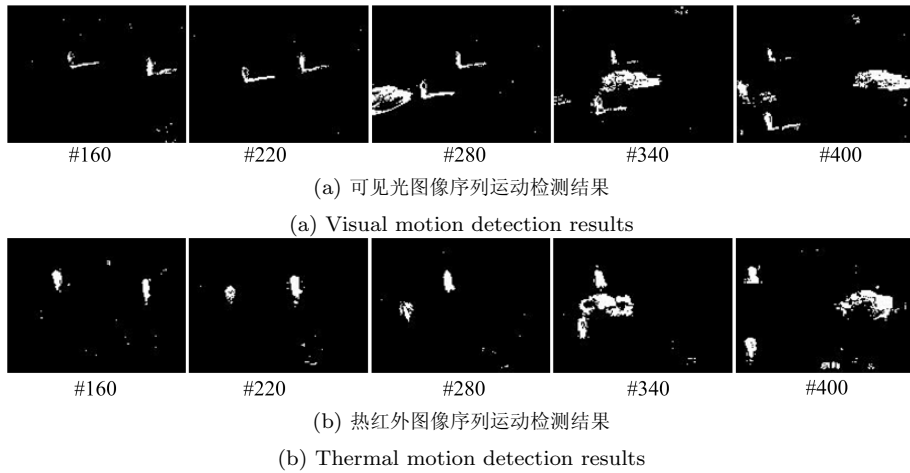 #160 #220 #280 #340 #400
(a) 可见光图像序列运动检测结果
(a) Visual motion detection results
#160 #220 #280 #340 #400
(b) 热红外图像序列运动检测结果
(b) Thermal motion detection results